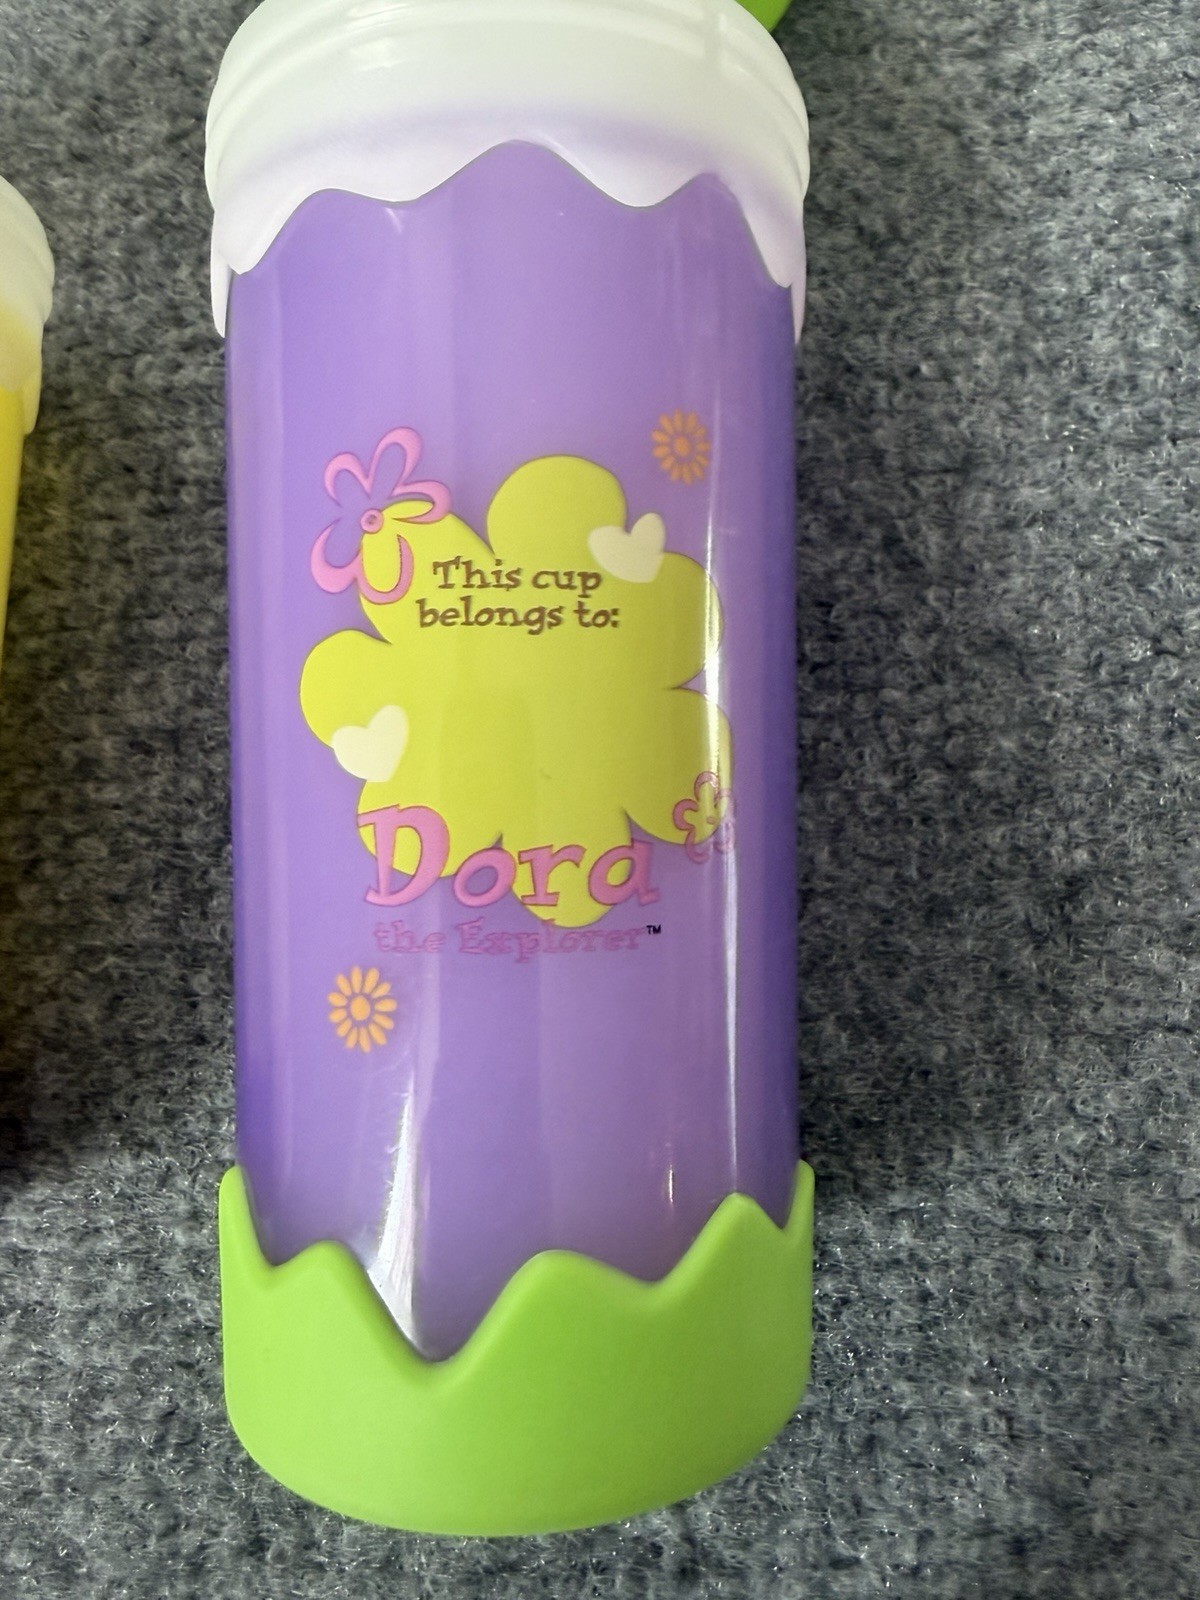 This cup
belongs to:
Dora
the Explorer™